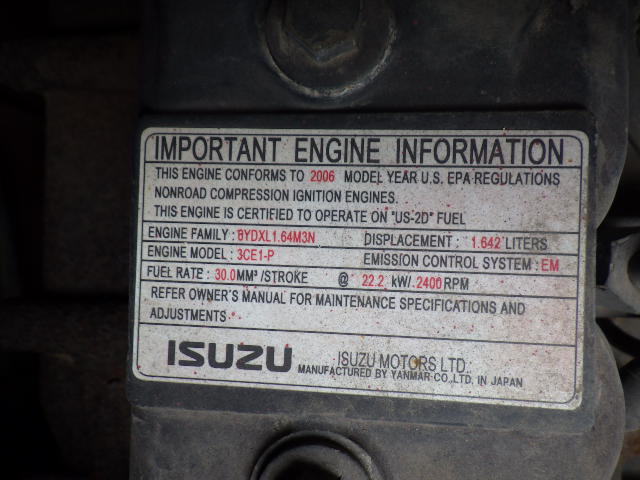 IMPORTANT ENGINE INFORMATION
THIS ENGINE CONFORMS TO 2006 MODEL YEAR U.S. EPA REGULATIONS
NONROAD COMPRESSION IGNITION ENGINES.
THIS ENGINE IS CERTIFIED TO OPERATE ON "US-2D" FUEL
ENGINE FAMILY : 6YDXL1.64M3N DISPLACEMENT : 1.642 LITERS
ENGINE MODEL : 3CE1-P EMISSION CONTROL SYSTEM : EM
FUEL RATE : 30.0 MM³/STROKE @ 22.2 kW/ 2400 RPM
REFER OWNER'S MANUAL FOR MAINTENANCE SPECIFICATIONS AND
ADJUSTMENTS.
ISUZU ISUZU MOTORS LTD.
MANUFACTURED BY YANMAR CO.,LTD. IN JAPAN